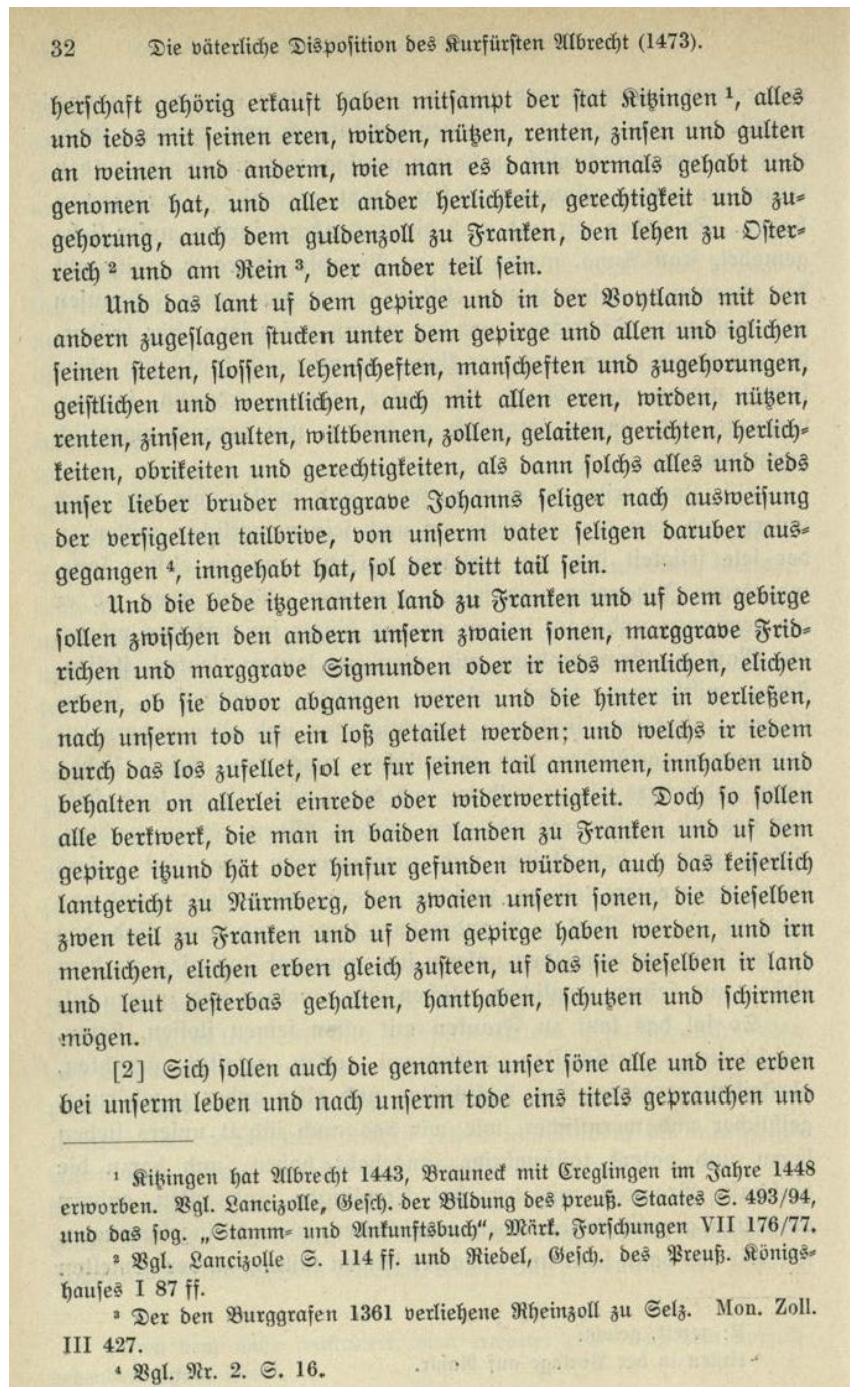 32 Die väterliche Disposition des Kurfürsten Albrecht (1473).
herschaft gehörig erkauft haben mitsampt der stat Kitzingen ¹, alles
und ieds mit seinen eren, wirden, nützen, renten, zinsen und gulten
an weinen und anderm, wie man es dann vormals gehabt und
genomen hat, und aller ander herlichkeit, gerechtigkeit und zu-
gehorung, auch dem guldenzoll zu Franken, den lehen zu Öster-
reich ² und am Rein ³, der ander teil sein.
Und das lant uf dem gepirge und in der Voytland mit den
andern zugeslagen stucken unter dem gepirge und allen und iglichen
seinen steten, slossen, lehenscheften, manscheften und zugehorungen,
geistlichen und werntlichen, auch mit allen eren, wirden, nützen,
renten, zinsen, gulten, wiltbennen, zollen, gelaiten, gerichten, herlich-
keiten, obrikeiten und gerechtigkeiten, als dann solchs alles und ieds
unser lieber bruder marggrave Johanns seliger nach ausweisung
der versigelten tailbrive, von unserm vater seligen daruber aus-
gegangen ⁴, inngehabt hat, sol der dritt tail sein.
Und die bede itzgenanten land zu Franken und uf dem gebirge
sollen zwischen den andern unsern zwaien sonen, marggrave Frid-
richen und marggrave Sigmunden oder ir ieds menlichen, elichen
erben, ob sie davor abgangen weren und die hinter in verließen,
nach unserm tod uf ein loß getailet werden; und welchs ir iedem
durch das los zufellet, sol er fur seinen tail annemen, innhaben und
behalten on allerlei einrede oder widerwertigkeit. Doch so sollen
alle berkwerk, die man in baiden landen zu Franken und uf dem
gepirge itzund hät oder hinfur gefunden würden, auch das keiserlich
lantgericht zu Nürmberg, den zwaien unsern sonen, die dieselben
zwen teil zu Franken und uf dem gepirge haben werden, und irn
menlichen, elichen erben gleich zusteen, uf das sie dieselben ir land
und leut desterbas gehalten, hanthaben, schutzen und schirmen
mögen.
[2] Sich sollen auch die genanten unser söne alle und ire erben
bei unserm leben und nach unserm tode eins titels geprauchen und
¹ Kitzingen hat Albrecht 1443, Brauneck mit Creglingen im Jahre 1448
erworben. Vgl. Lancizolle, Gesch. der Bildung des preuß. Staates S. 493/94,
und das sog. „Stamm- und Ankunftsbuch“, Märk. Forschungen VII 176/77.
² Vgl. Lancizolle S. 114 ff. und Riedel, Gesch. des Preuß. Königs-
hauses I 87 ff.
³ Der den Burggrafen 1361 verliehene Rheinzoll zu Selz. Mon. Zoll.
III 427.
⁴ Vgl. Nr. 2. S. 16.